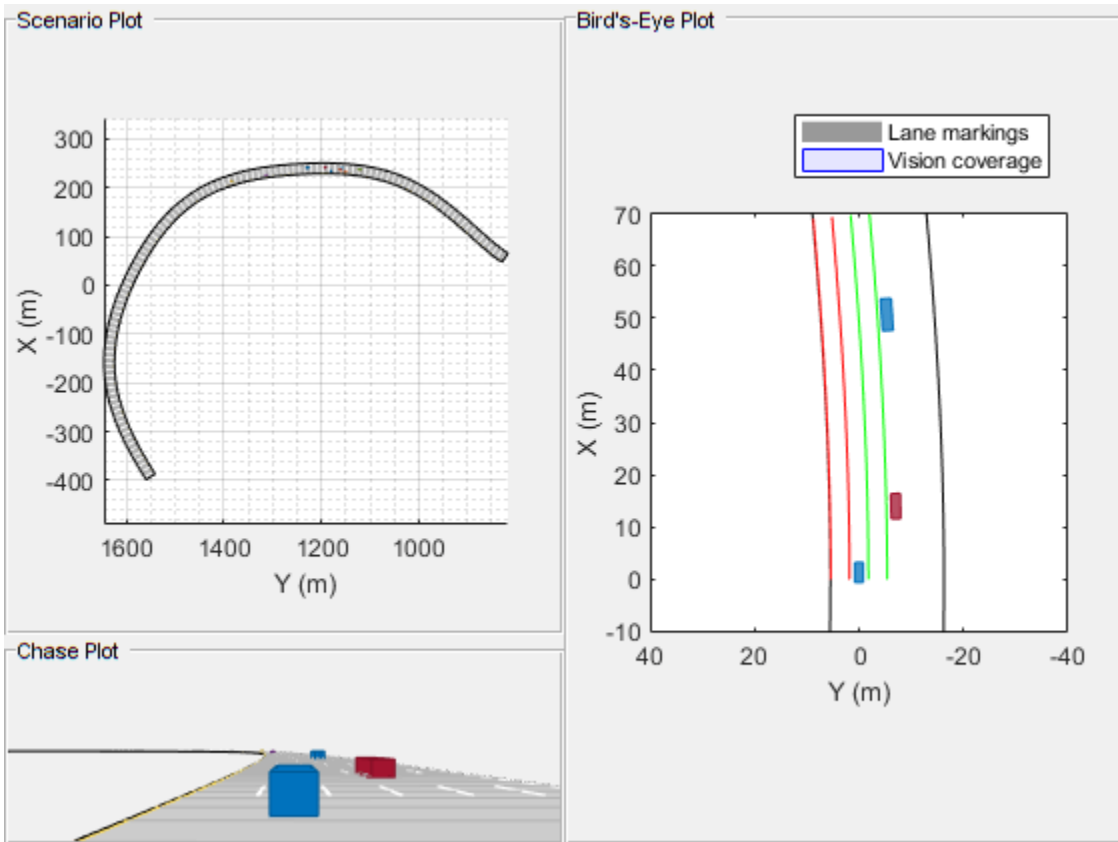 Scenario Plot
300
200
100
0
-100
-200
-300
-400
X (m)
1600 1400 1200 1000
Y (m)
Chase Plot
Bird's-Eye Plot
Lane markings
Vision coverage
70
60
50
40
30
20
10
0
-10
X (m)
40 20 0 -20 -40
Y (m)